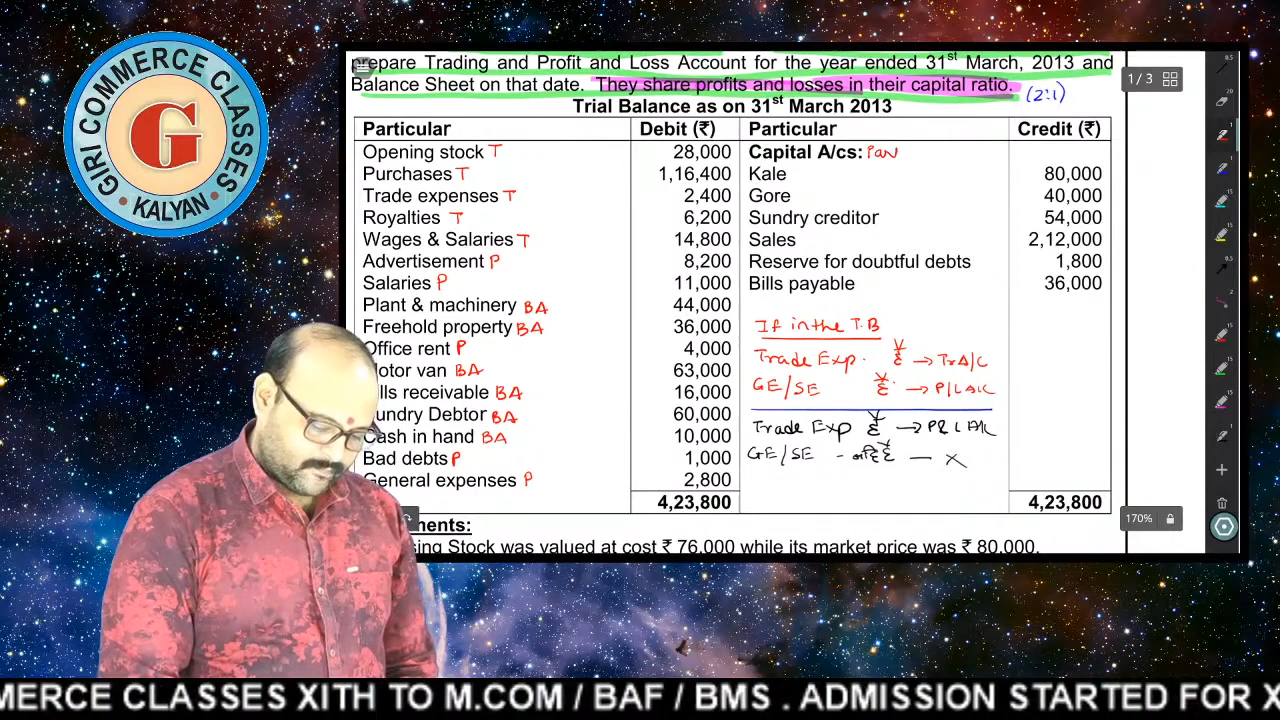 GIRI COMMERCE CLASSES
G
• KALYAN •
prepare Trading and Profit and Loss Account for the year ended 31st March, 2013 and
Balance Sheet on that date. They share profits and losses in their capital ratio.
(2:1)
1/3
Trial Balance as on 31st March 2013
Particular Debit (₹) Particular Credit (₹)
Opening stock T 28,000 Capital A/cs:
Purchases T 1,16,400 Kale 80,000
Trade expenses T 2,400 Gore 40,000
Royalties T 6,200 Sundry creditor 54,000
Wages & Salaries T 14,800 Sales 2,12,000
Advertisement P 8,200 Reserve for doubtful debts 1,800
Salaries P 11,000 Bills payable 36,000
Plant & machinery BA 44,000
Freehold property BA 36,000
If in the T.B
Office rent P 4,000
Trade Exp. है → Tr A/C
Motor van BA 63,000
GE/SE है → P/L A/C
ills receivable BA 16,000
undry Debtor BA 60,000
Trade Exp है → P&L A/C
Cash in hand BA 10,000
GE/SE - नहि है — X
Bad debts P 1,000
General expenses P 2,800
4,23,800 4,23,800
ments:
170%
sing Stock was valued at cost ₹ 76,000 while its market price was ₹ 80,000.
MERCE CLASSES XITH TO M.COM / BAF / BMS . ADMISSION STARTED FOR X